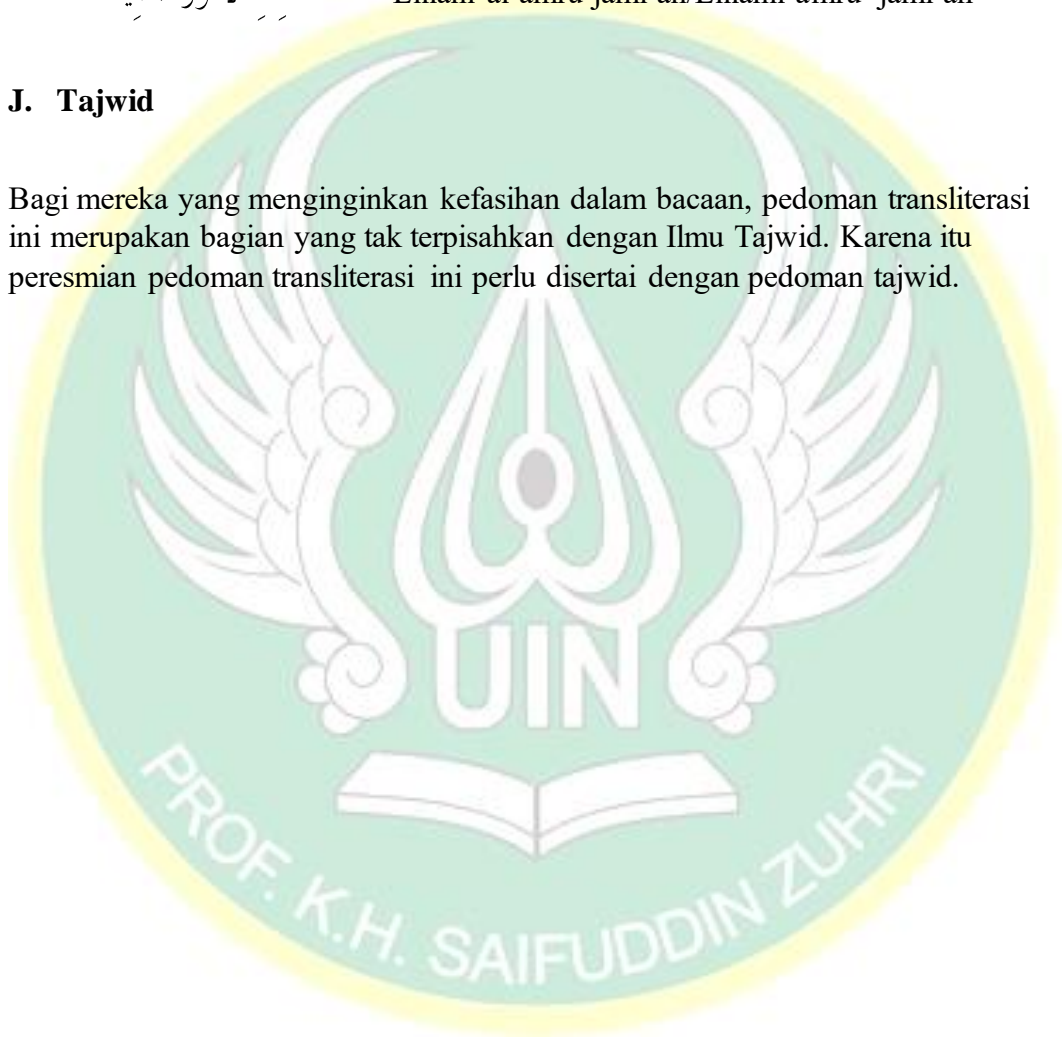 J. Tajwid
Bagi mereka yang menginginkan kefasihan dalam bacaan, pedoman transliterasi
ini merupakan bagian yang tak terpisahkan dengan Ilmu Tajwid. Karena itu
peresmian pedoman transliterasi ini perlu disertai dengan pedoman tajwid.
UIN
PROF. K.H. SAIFUDDIN ZUHRI